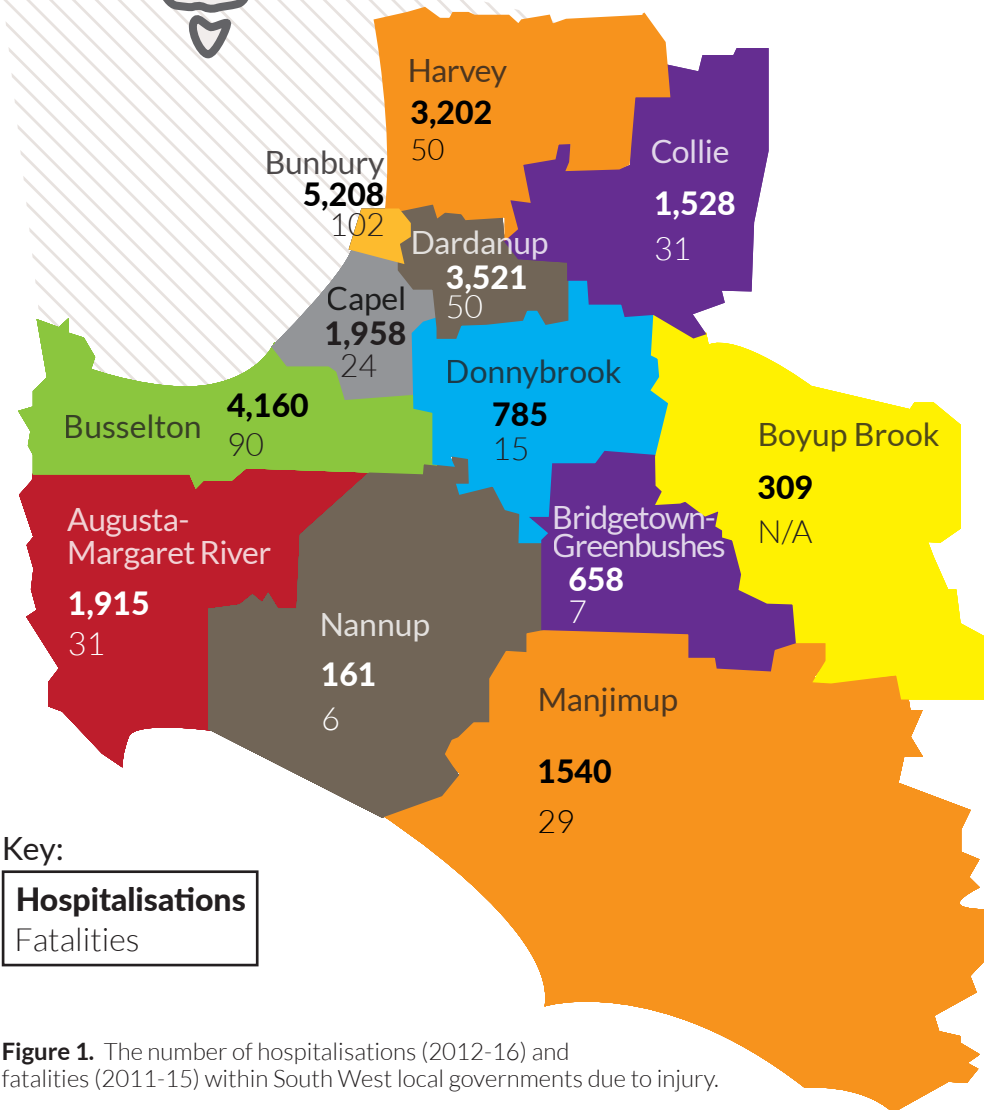 Harvey
3,202
50
Collie
1,528
31
Bunbury
5,208
102
Dardanup
3,521
50
Capel
1,958
24
Donnybrook
785
15
Busselton
4,160
90
Boyup Brook
309
N/A
Augusta-
Margaret River
1,915
31
Bridgetown-
Greenbushes
658
7
Nannup
161
6
Manjimup
1540
29
Key:
Hospitalisations
Fatalities
Figure 1. The number of hospitalisations (2012-16) and
fatalities (2011-15) within South West local governments due to injury.